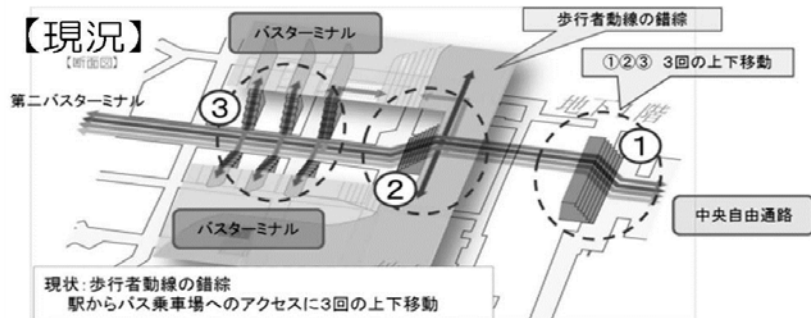 【現況】
【断面図】
バスターミナル
歩行者動線の錯綜
①②③ 3回の上下移動
地下1階
第二バスターミナル
③
②
①
バスターミナル
中央自由通路
現状:歩行者動線の錯綜
駅からバス乗車場へのアクセスに3回の上下移動